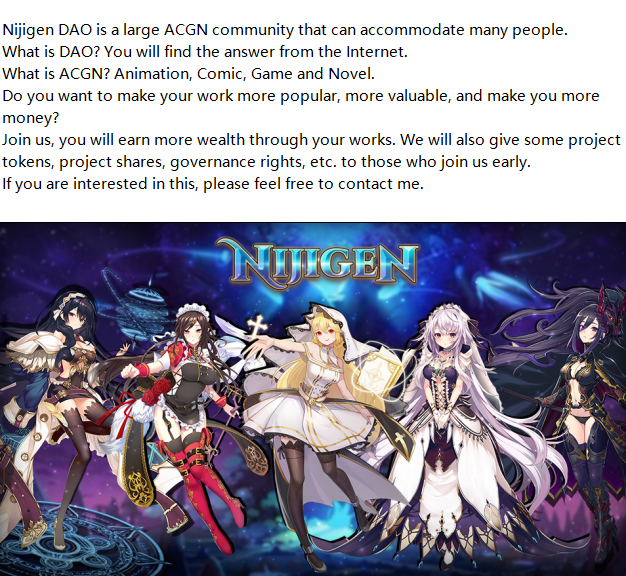 Nijigen DAO is a large ACGN community that can accommodate many people.
What is DAO? You will find the answer from the Internet.
What is ACGN? Animation, Comic, Game and Novel.
Do you want to make your work more popular, more valuable, and make you more
money?
Join us, you will earn more wealth through your works. We will also give some project
tokens, project shares, governance rights, etc. to those who join us early.
If you are interested in this, please feel free to contact me.
NIJIGEN